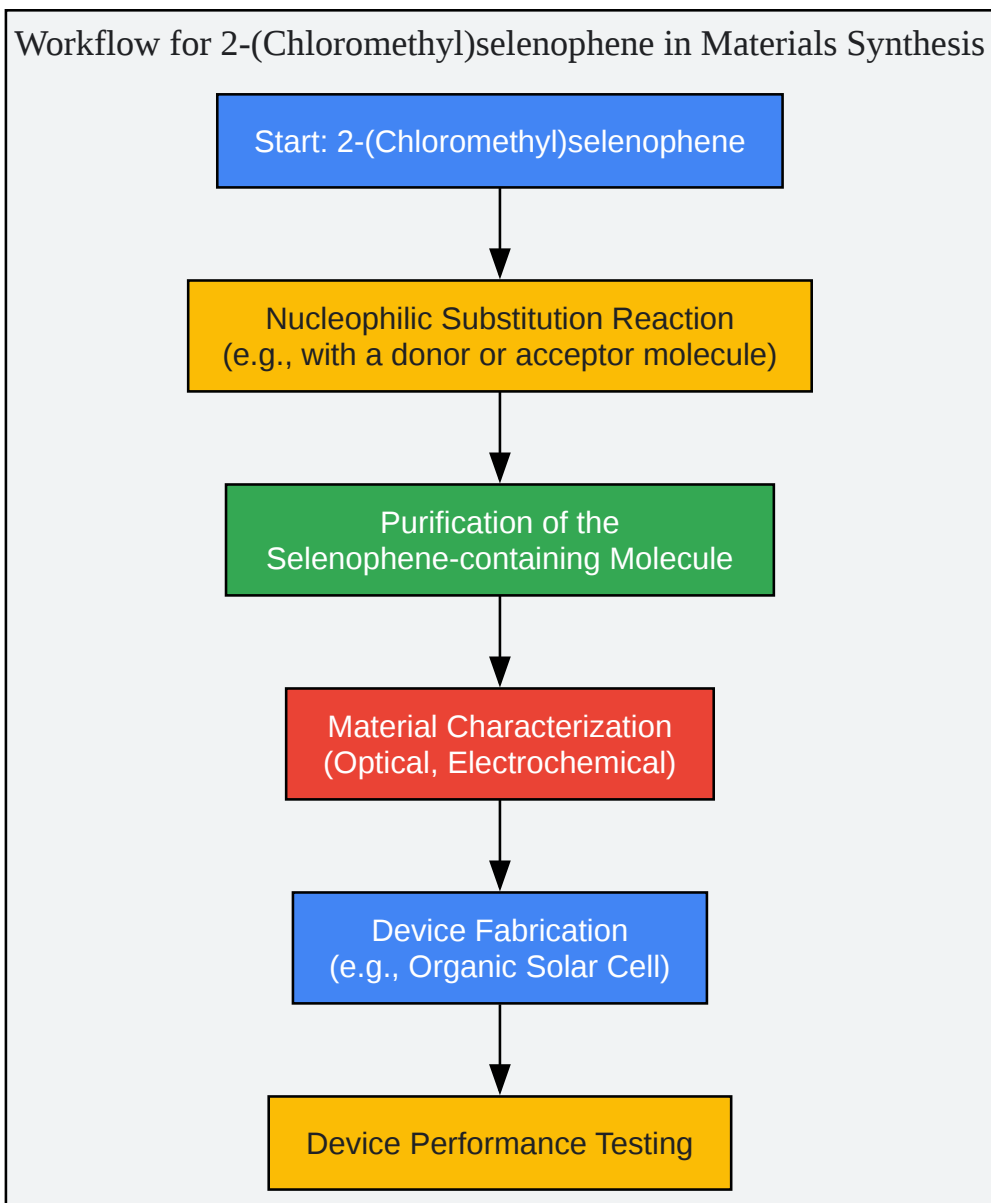 Workflow for 2-(Chloromethyl)selenophene in Materials Synthesis
Start: 2-(Chloromethyl)selenophene
Nucleophilic Substitution Reaction
(e.g., with a donor or acceptor molecule)
Purification of the
Selenophene-containing Molecule
Material Characterization
(Optical, Electrochemical)
Device Fabrication
(e.g., Organic Solar Cell)
Device Performance Testing